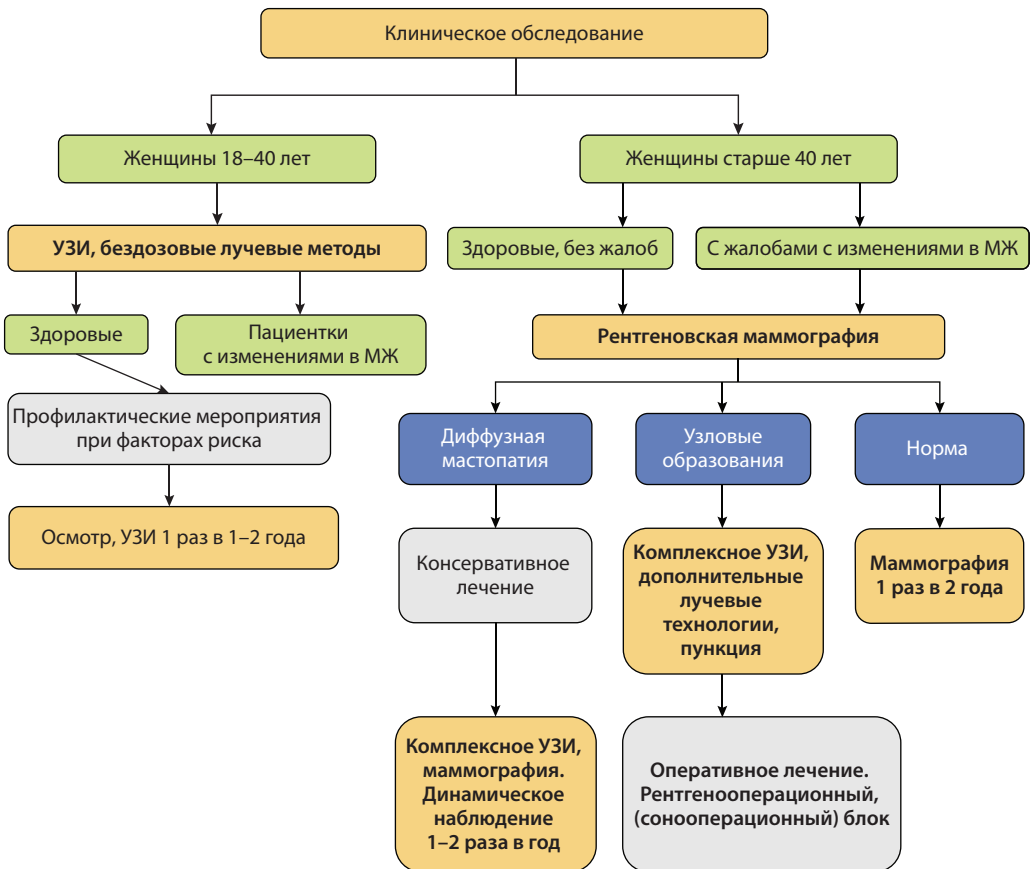 Клиническое обследование
Женщины 18–40 лет
Женщины старше 40 лет
УЗИ, бездозовые лучевые методы
Здоровые, без жалоб
С жалобами с изменениями в МЖ
Здоровые
Пациентки
с изменениями в МЖ
Рентгеновская маммография
Профилактические мероприятия
при факторах риска
Диффузная
мастопатия
Узловые
образования
Норма
Осмотр, УЗИ 1 раз в 1–2 года
Консервативное
лечение
Комплексное УЗИ,
дополнительные
лучевые
технологии,
пункция
Маммография
1 раз в 2 года
Комплексное УЗИ,
маммография.
Динамическое
наблюдение
1–2 раза в год
Оперативное лечение.
Рентгенооперационный,
(сонооперационный) блок